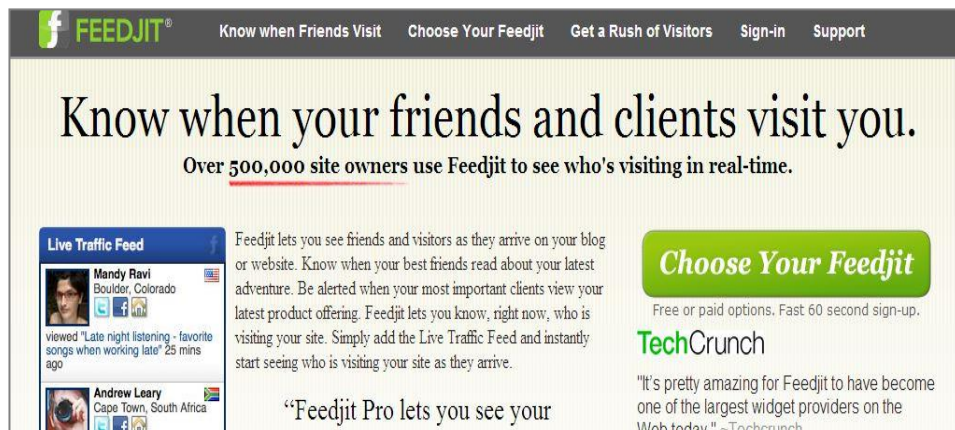 FEEDJIT®
Know when Friends Visit Choose Your Feedjit Get a Rush of Visitors Sign-in Support
Know when your friends and clients visit you.
Over 500,000 site owners use Feedjit to see who's visiting in real-time.
Live Traffic Feed
Mandy Ravi
Boulder, Colorado
viewed "Late night listening - favorite
songs when working late" 25 mins
ago
Andrew Leary
Cape Town, South Africa
Feedjit lets you see friends and visitors as they arrive on your blog
or website. Know when your best friends read about your latest
adventure. Be alerted when your most important clients view your
latest product offering. Feedjit lets you know, right now, who is
visiting your site. Simply add the Live Traffic Feed and instantly
start seeing who is visiting your site as they arrive.
“Feedjit Pro lets you see your
Choose Your Feedjit
Free or paid options. Fast 60 second sign-up.
TechCrunch
"It's pretty amazing for Feedjit to have become
one of the largest widget providers on the
Web today." ~Techcrunch